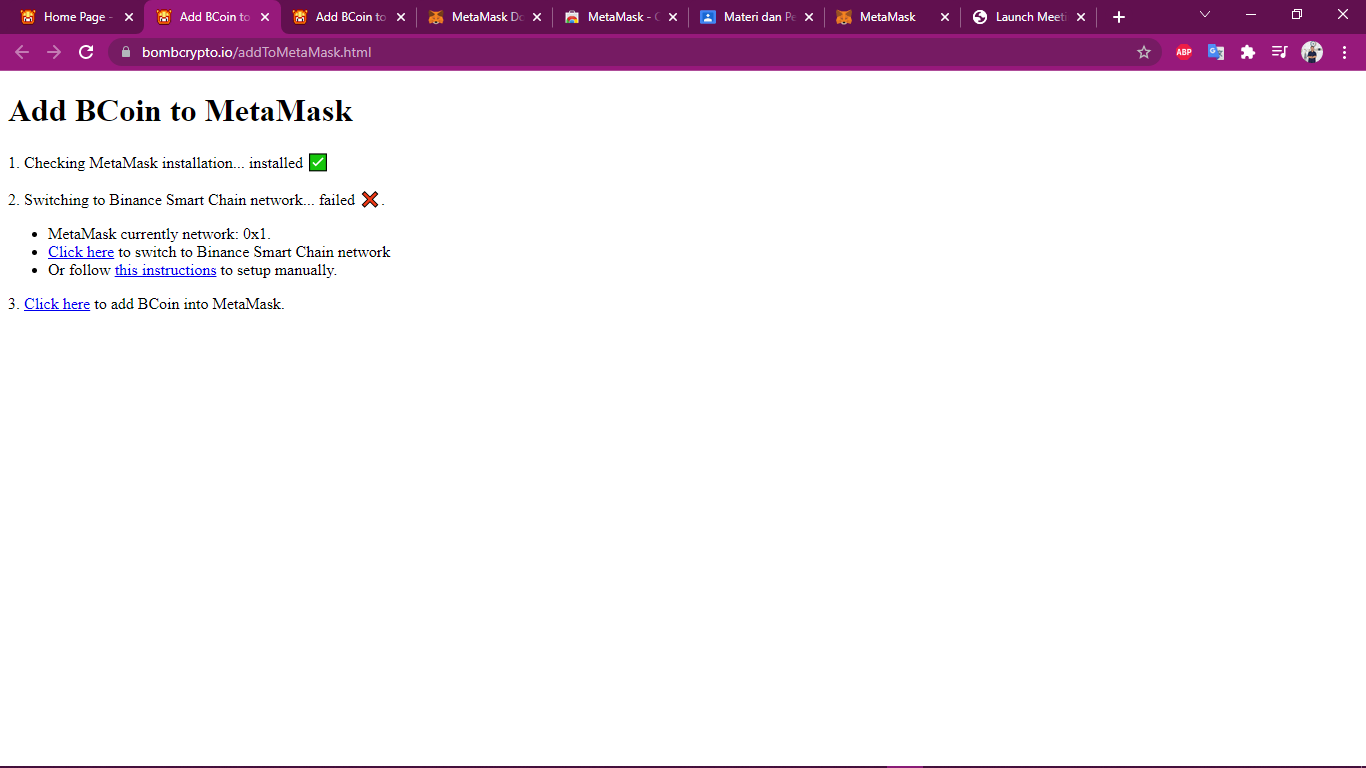 Home Page -
Add BCoin to
Add BCoin to
MetaMask Do
MetaMask - C
Materi dan Pe
MetaMask
Launch Meeti
bombcrypto.io/addToMetaMask.html
ABP
Add BCoin to MetaMask
1. Checking MetaMask installation... installed ✅
2. Switching to Binance Smart Chain network... failed ❌.
• MetaMask currently network: 0x1.
• Click here to switch to Binance Smart Chain network
• Or follow this instructions to setup manually.
3. Click here to add BCoin into MetaMask.